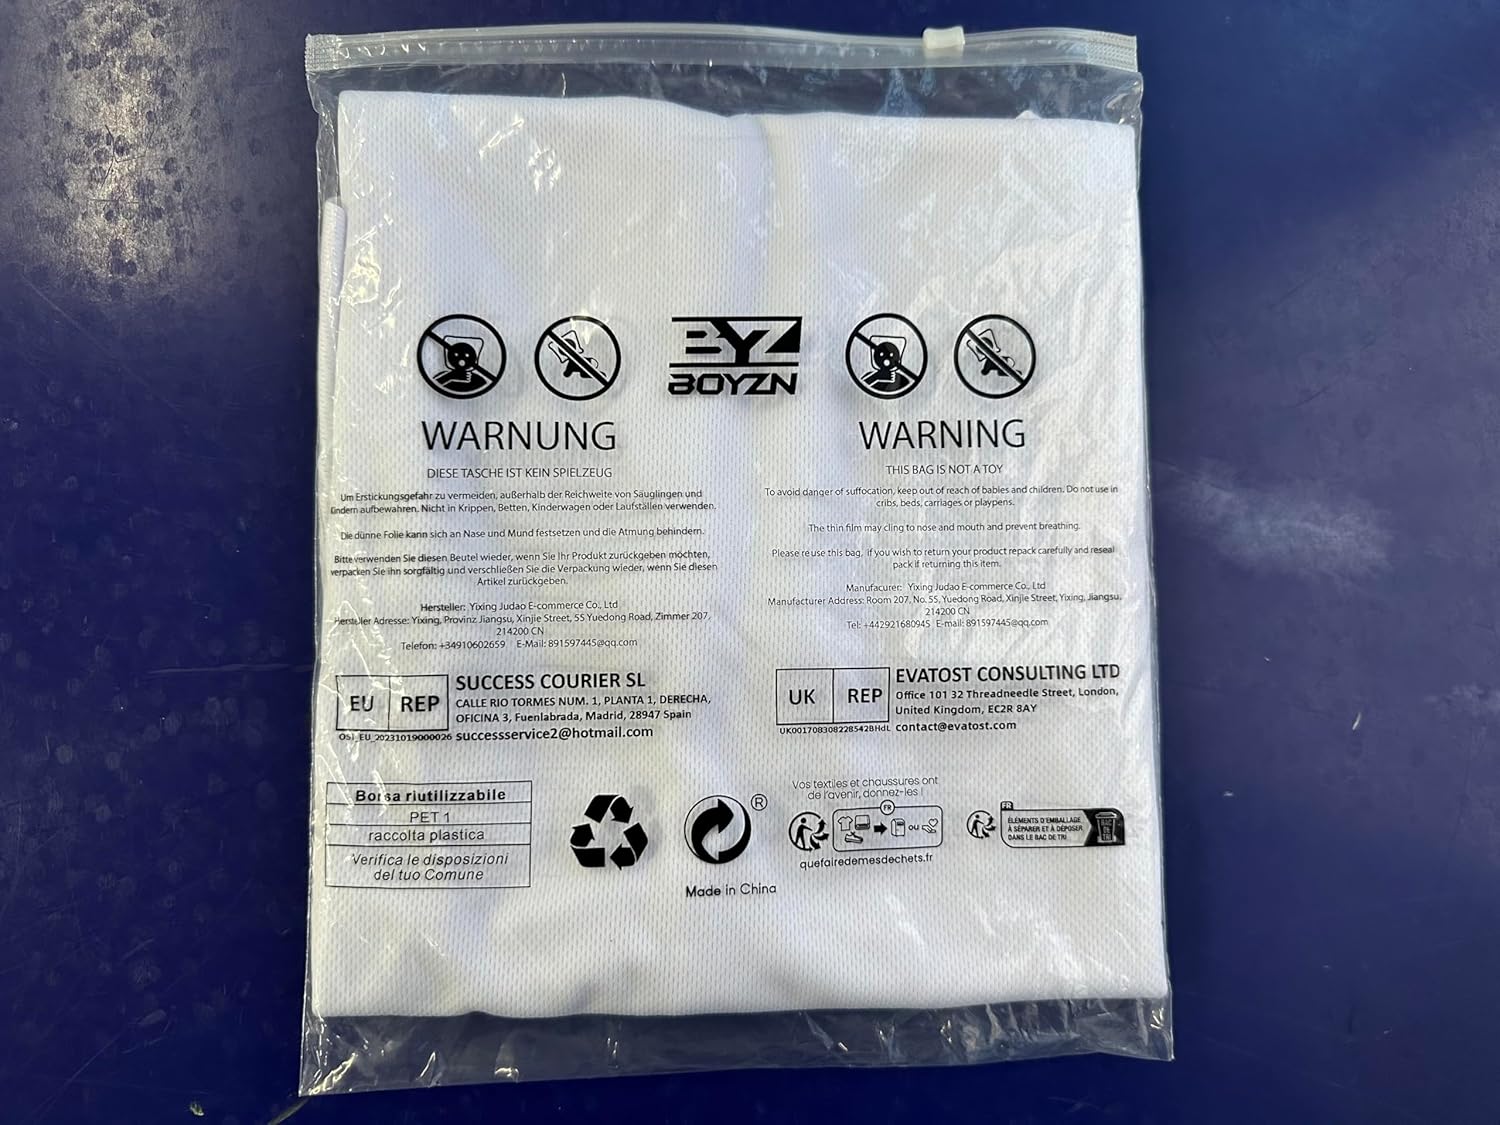 BYZ
BOYZN
WARNUNG
DIESE TASCHE IST KEIN SPIELZEUG
Um Erstickungsgefahr zu vermeiden, außerhalb der Reichweite von Säuglingen und
indern aufbewahren. Nicht in Krippen, Betten, Kinderwagen oder Laufställen verwenden.
Die dünne Folie kann sich an Nase und Mund festsetzen und die Atmung behindern.
Bitte verwenden Sie diesen Beutel wieder, wenn Sie Ihr Produkt zurückgeben möchten,
verpacken Sie ihn sorgfältig und verschließen Sie die Verpackung wieder, wenn Sie diesen
Artikel zurückgeben.
Hersteller: Yixing Judao E-commerce Co., Ltd
Hersteller Adresse: Yixing, Provinz Jiangsu, Xinjie Street, 55 Yuedong Road, Zimmer 207,
214200 CN
Telefon: +34910602659 E-Mail: 891597445@qq.com
WARNING
THIS BAG IS NOT A TOY
To avoid danger of suffocation, keep out of reach of babies and children. Do not use in
cribs, beds, carriages or playpens.
The thin film may cling to nose and mouth and prevent breathing.
Please re use this bag, if you wish to return your product repack carefully and reseal
pack if returning this item.
Manufacurer: Yixing Judao E-commerce Co., Ltd
Manufacturer Address: Room 207, No. 55, Yuedong Road, Xinjie Street, Yixing, Jiangsu,
214200 CN
Tel: +442921680945 E-mail: 891597445@qq.com
EU REP
OSJ_EU_20231019000026
SUCCESS COURIER SL
CALLE RIO TORMES NUM. 1, PLANTA 1, DERECHA,
OFICINA 3, Fuenlabrada, Madrid, 28947 Spain
successservice2@hotmail.com
UK REP
UK0017083082285428HdL
EVATOST CONSULTING LTD
Office 101 32 Threadneedle Street, London,
United Kingdom, EC2R 8AY
contact@evatost.com
Borsa riutilizzabile
PET 1
raccolta plastica
Verifica le disposizioni
del tuo Comune
®
Made in China
Vos textiles et chaussures ont
de l'avenir, donnez-les !
FR
ou
quefairedemesdechets.fr
FR
ÉLÉMENTS D'EMBALLAGE
À SÉPARER ET À DÉPOSER
DANS LE BAC DE TRI
BAC
DE
TRI